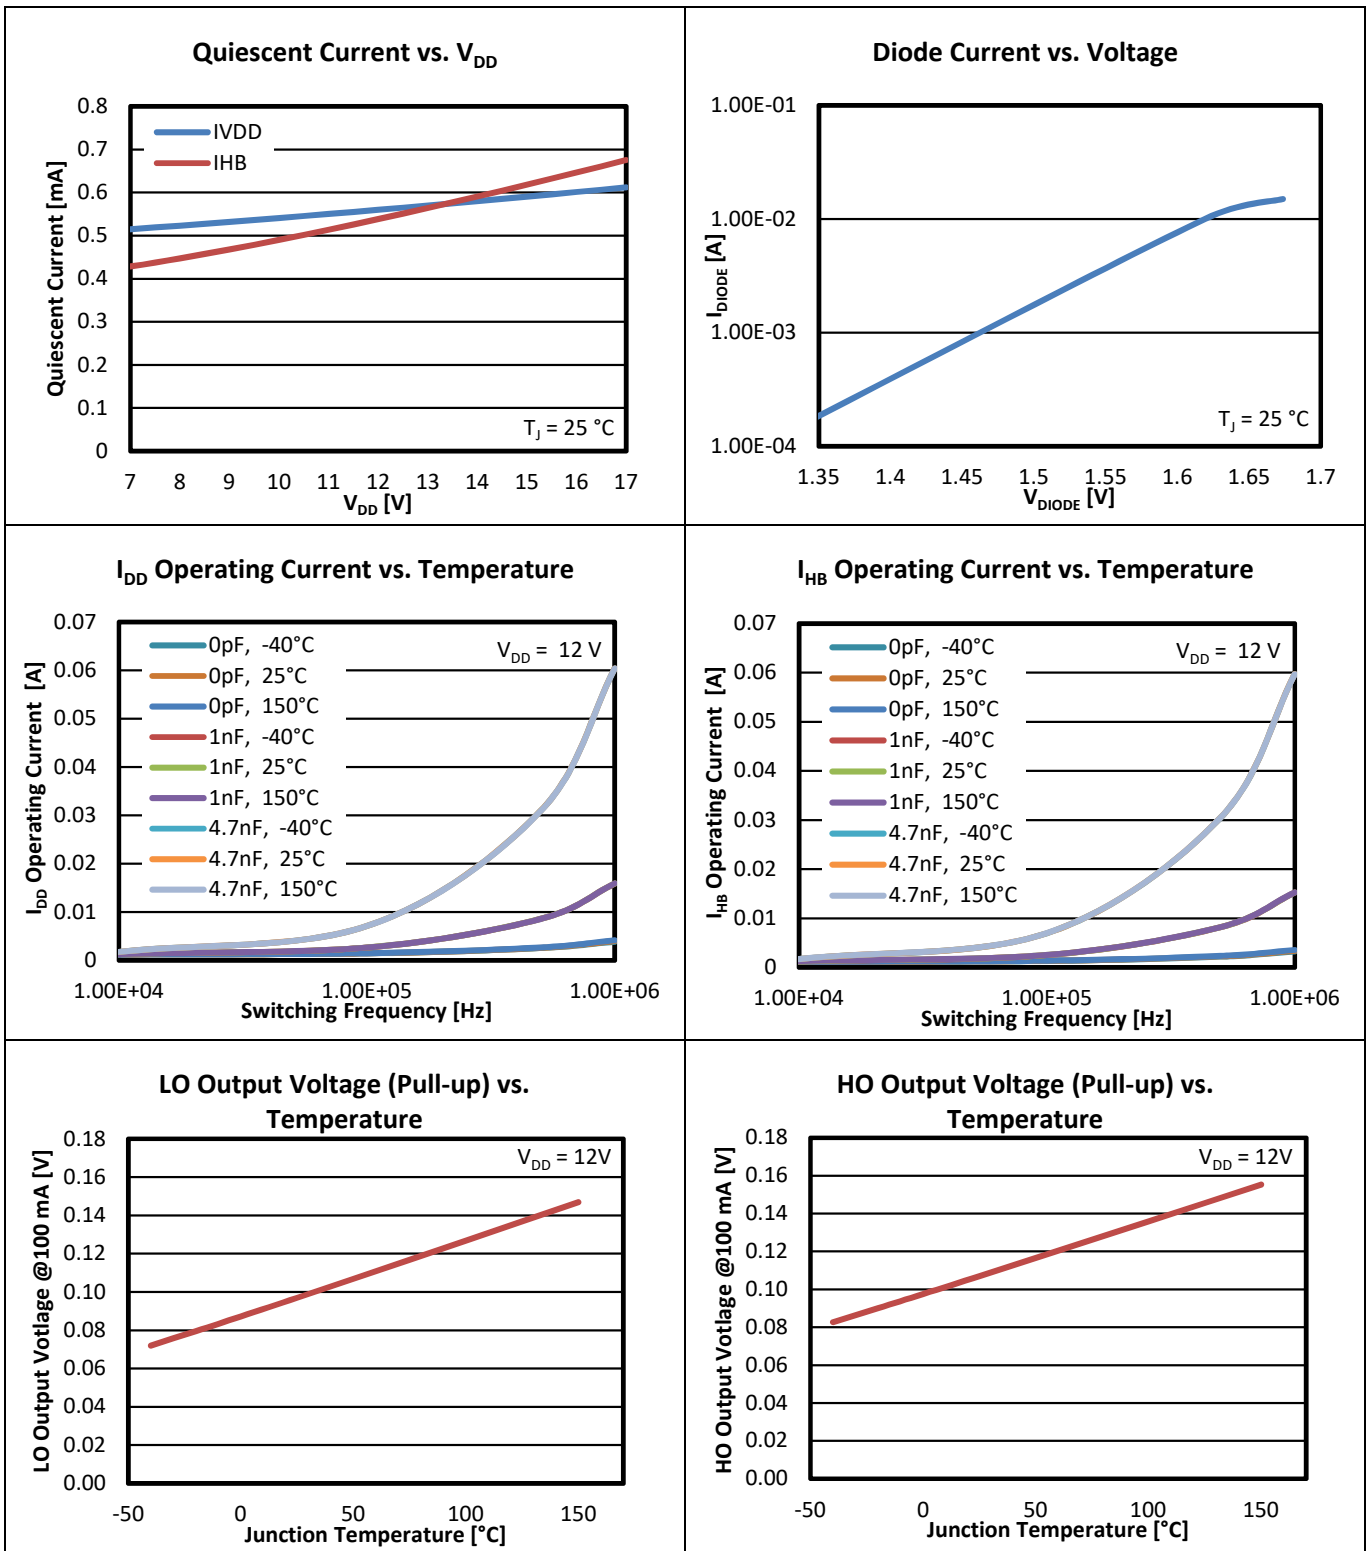 Quiescent Current vs. VDD
Quiescent Current [mA]
0.8
0.7
0.6
0.5
0.4
0.3
0.2
0.1
0
IVDD
IHB
TJ = 25 °C
7 8 9 10 11 12 13 14 15 16 17
VDD [V]
Diode Current vs. Voltage
IDIODE [A]
1.00E-01
1.00E-02
1.00E-03
1.00E-04
TJ = 25 °C
1.35 1.4 1.45 1.5 1.55 1.6 1.65 1.7
VDIODE [V]
IDD Operating Current vs. Temperature
IDD Operating Current [A]
0.07
0.06
0.05
0.04
0.03
0.02
0.01
0
0pF, -40°C
0pF, 25°C
0pF, 150°C
1nF, -40°C
1nF, 25°C
1nF, 150°C
4.7nF, -40°C
4.7nF, 25°C
4.7nF, 150°C
VDD = 12 V
1.00E+04 1.00E+05 1.00E+06
Switching Frequency [Hz]
IHB Operating Current vs. Temperature
IHB Operating Current [A]
0.07
0.06
0.05
0.04
0.03
0.02
0.01
0
0pF, -40°C
0pF, 25°C
0pF, 150°C
1nF, -40°C
1nF, 25°C
1nF, 150°C
4.7nF, -40°C
4.7nF, 25°C
4.7nF, 150°C
VDD = 12 V
1.00E+04 1.00E+05 1.00E+06
Switching Frequency [Hz]
LO Output Voltage (Pull-up) vs.
Temperature
LO Output Votlage @100 mA [V]
0.18
0.16
0.14
0.12
0.10
0.08
0.06
0.04
0.02
0.00
VDD = 12V
-50 0 50 100 150
Junction Temperature [°C]
HO Output Voltage (Pull-up) vs.
Temperature
HO Output Votlage @100 mA [V]
0.18
0.16
0.14
0.12
0.10
0.08
0.06
0.04
0.02
0.00
VDD = 12V
-50 0 50 100 150
Junction Temperature [°C]